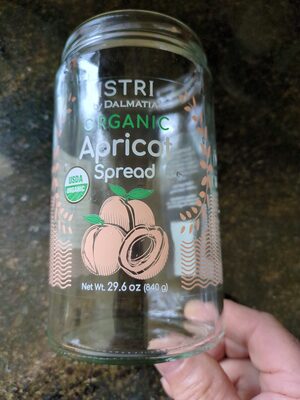 ISTRI
by DALMATIA
ORGANIC
Apricot
Spread
USDA
ORGANIC
Net Wt. 29.6 oz (840 g)